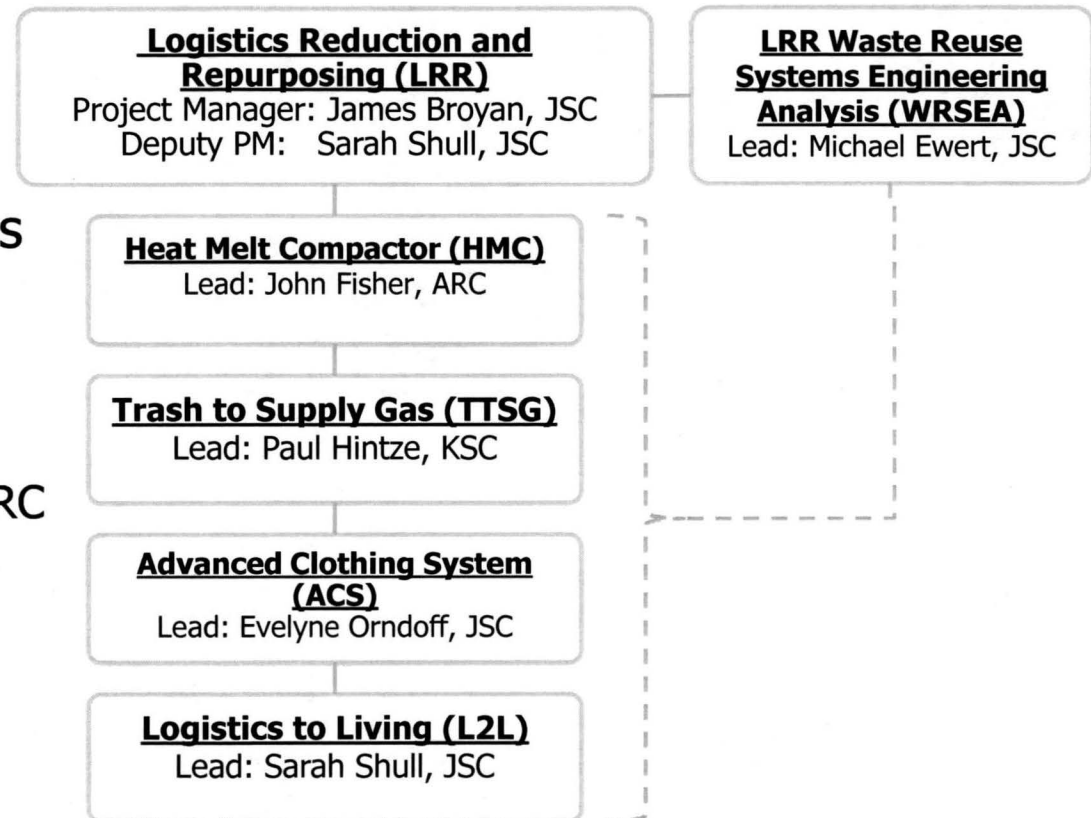 Logistics Reduction and
Repurposing (LRR)
Project Manager: James Broyan, JSC
Deputy PM: Sarah Shull, JSC
LRR Waste Reuse
Systems Engineering
Analysis (WRSEA)
Lead: Michael Ewert, JSC
s
Heat Melt Compactor (HMC)
Lead: John Fisher, ARC
Trash to Supply Gas (TTSG)
Lead: Paul Hintze, KSC
RC
Advanced Clothing System
(ACS)
Lead: Evelyne Orndoff, JSC
Logistics to Living (L2L)
Lead: Sarah Shull, JSC